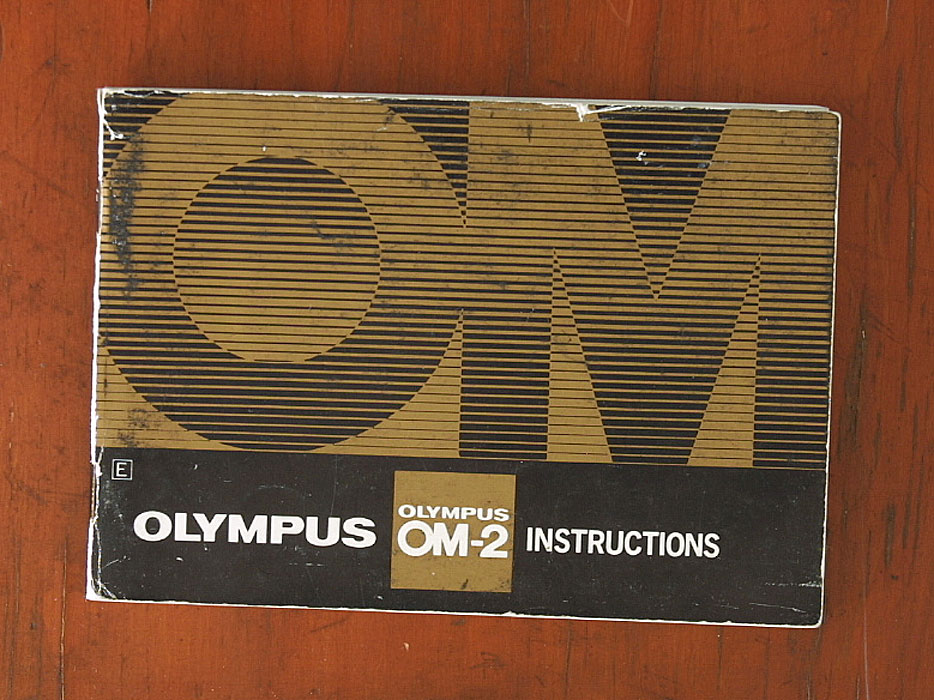 OM
E
OLYMPUS
OLYMPUS
OM-2
INSTRUCTIONS